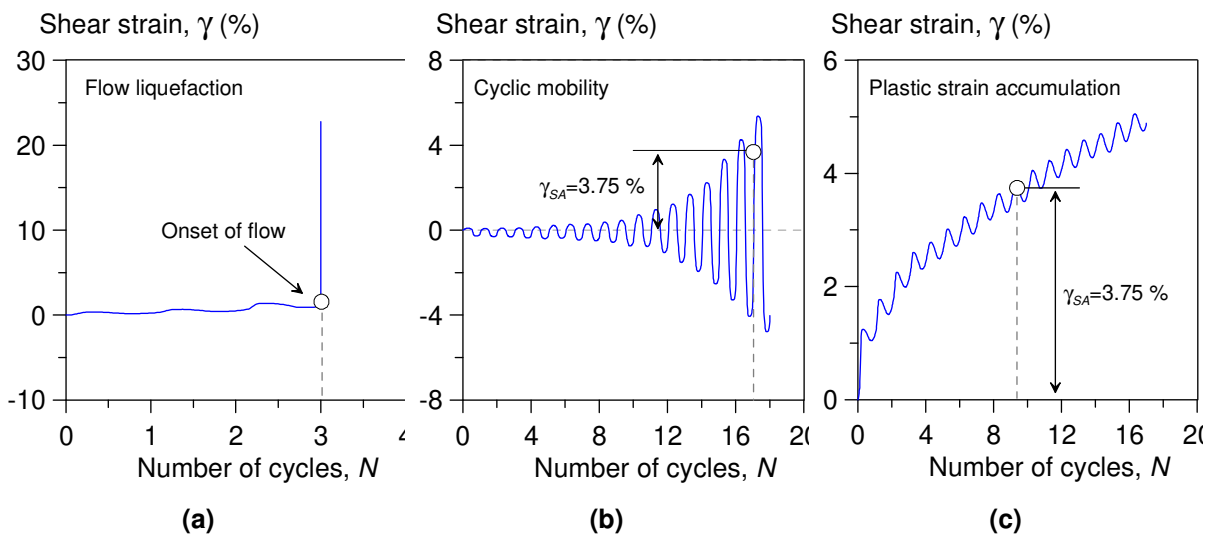 Shear strain, γ (%)
30
20
10
0
-10
Flow liquefaction
Onset of flow
0
1
2
3
4
Number of cycles, N
(a)
Shear strain, γ (%)
8
4
0
-4
-8
Cyclic mobility
γSA=3.75 %
0
4
8
12
16
20
Number of cycles, N
(b)
Shear strain, γ (%)
6
4
2
0
Plastic strain accumulation
γSA=3.75 %
0
4
8
12
16
20
Number of cycles, N
(c)